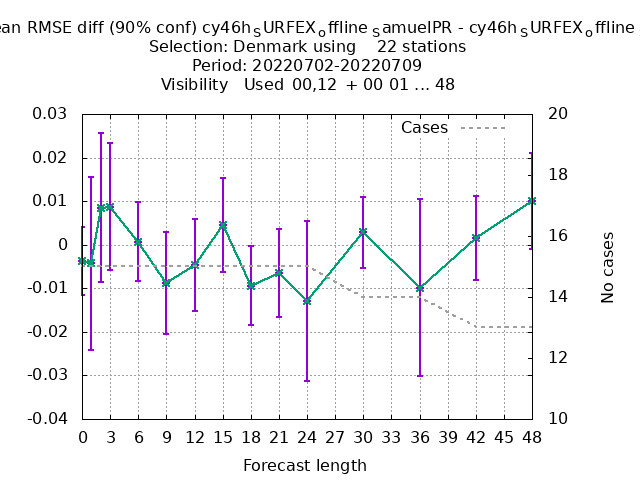 ean RMSE diff (90% conf) cy46hSURFEXoffline SamuelPR - cy46hSURFEXoffline
Selection: Denmark using 22 stations
Period: 20220702-20220709
Visibility Used 00,12 + 00 01 ... 48
Cases
0.03
0.02
0.01
0
-0.01
-0.02
-0.03
-0.04
20
18
16
14
12
10
No cases
0 3 6 9 12 15 18 21 24 27 30 33 36 39 42 45 48
Forecast length